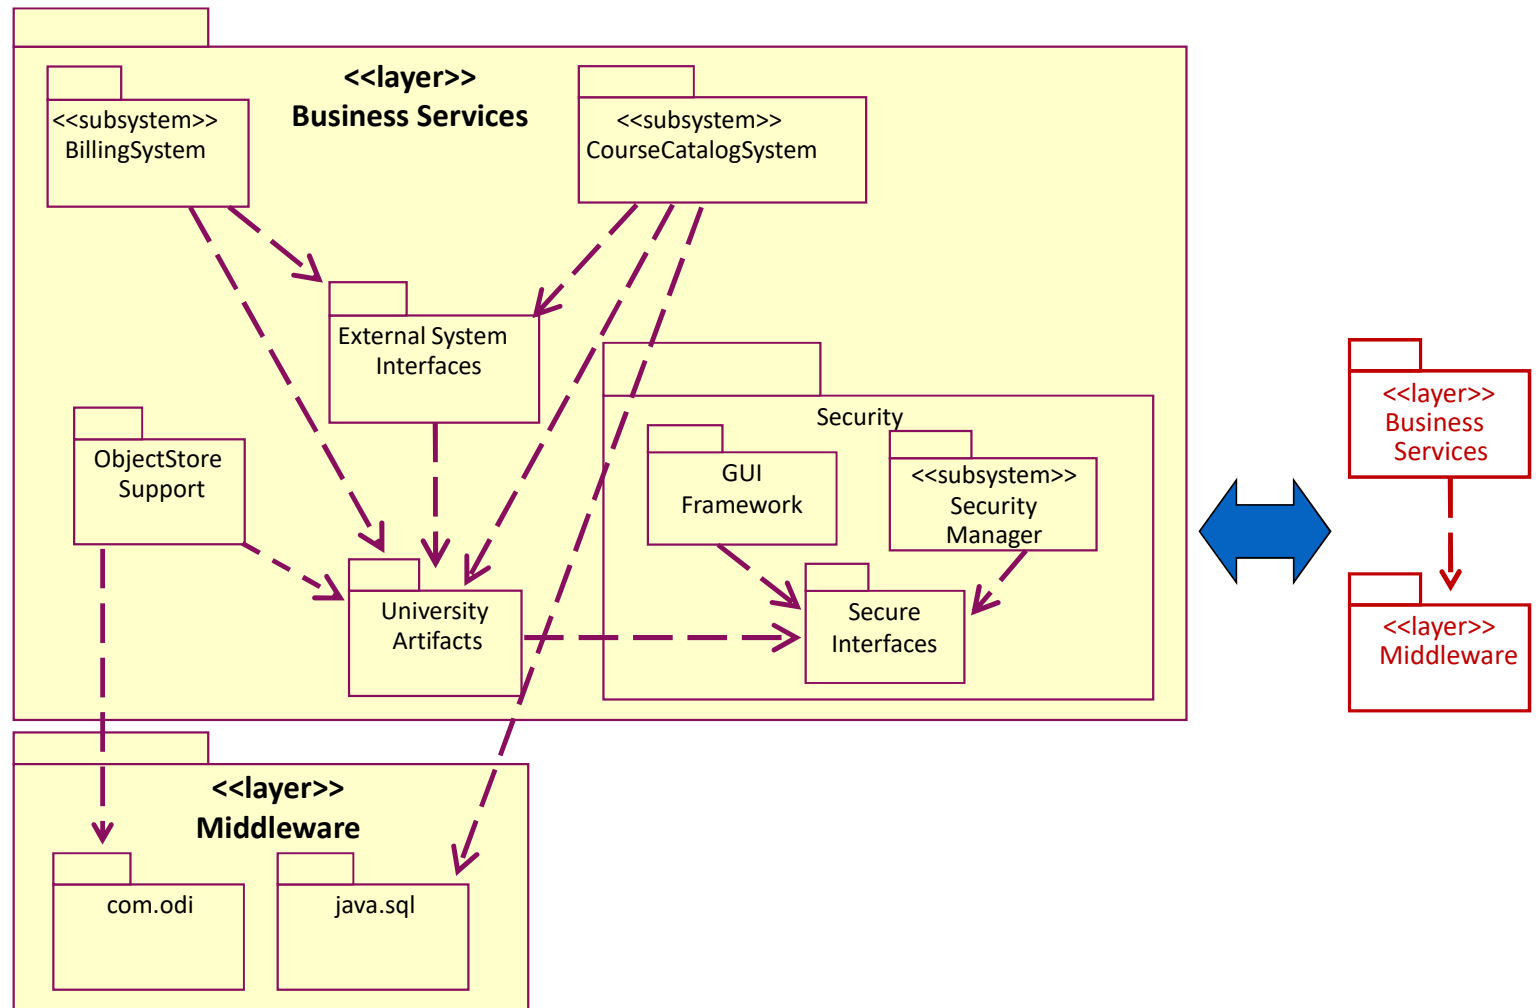 <<layer>>
Business Services
<<subsystem>>
BillingSystem
<<subsystem>>
CourseCatalogSystem
External System
Interfaces
Security
ObjectStore
Support
GUI
Framework
<<subsystem>>
Security
Manager
University
Artifacts
Secure
Interfaces
<<layer>>
Middleware
com.odi
java.sql
<<layer>>
Business
Services
<<layer>>
Middleware